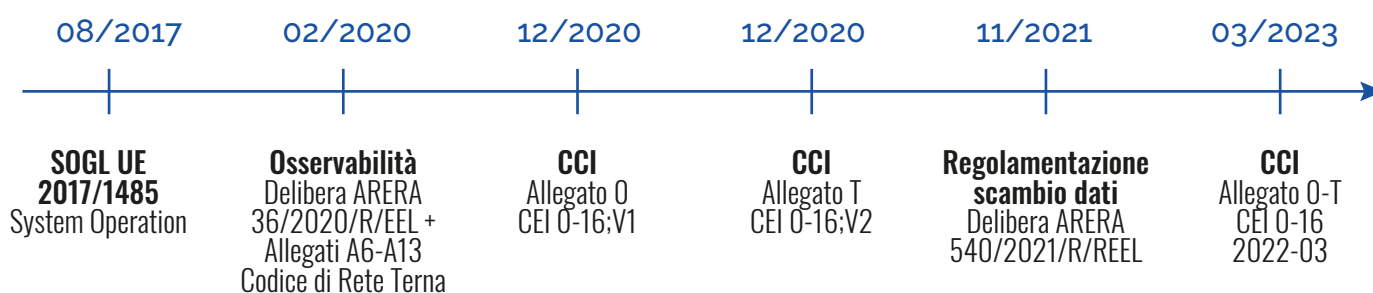 08/2017
SOGL UE
2017/1485
System Operation
02/2020
Osservabilità
Delibera ARERA
36/2020/R/EEL +
Allegati A6-A13
Codice di Rete Terna
12/2020
CCI
Allegato O
CEI 0-16;V1
12/2020
CCI
Allegato T
CEI 0-16;V2
11/2021
Regolamentazione
scambio dati
Delibera ARERA
540/2021/R/REEL
03/2023
CCI
Allegato O-T
CEI 0-16
2022-03